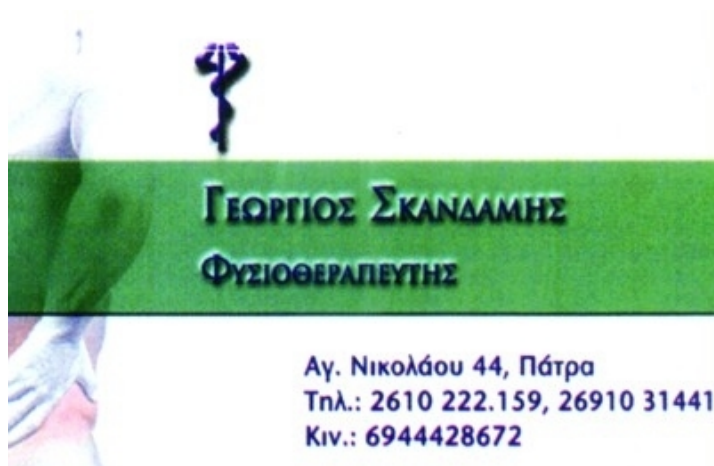 ΓΕΩΡΓΙΟΣ ΣΚΑΝΔΑΜΗΣ
ΦΥΣΙΟΘΕΡΑΠΕΥΤΗΣ
Αγ. Νικολάου 44, Πάτρα
Τηλ.: 2610 222.159, 26910 31441
Κιν.: 6944428672